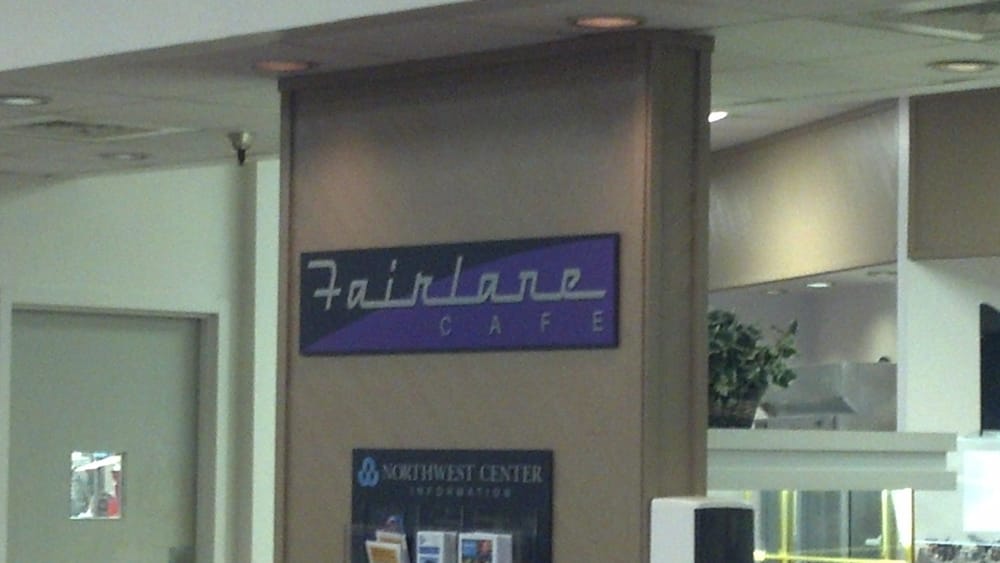 Fairlane
CAFE
NORTHWEST CENTER
INFORMATION